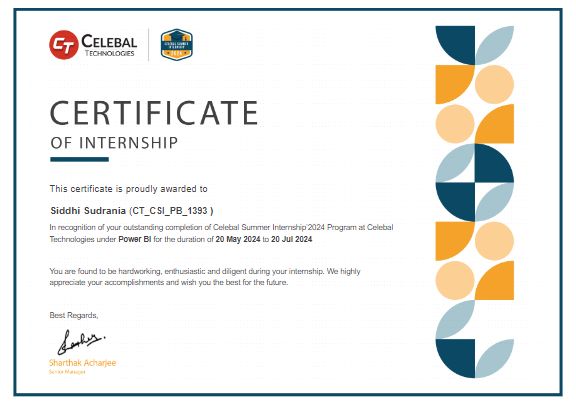 CT CELEBAL
TECHNOLOGIES
CELEBAL SUMMER
INTERNSHIP
CERTIFICATE
OF INTERNSHIP
This certificate is proudly awarded to
Siddhi Sudrania (CT_CSI_PB_1393 )
In recognition of your outstanding completion of Celebal Summer Internship'2024 Program at Celebal
Technologies under Power BI for the duration of 20 May 2024 to 20 Jul 2024
You are found to be hardworking, enthusiastic and diligent during your internship. We highly
appreciate your accomplishments and wish you the best for the future.
Best Regards,
Sharthak Acharjee
Senior Manager